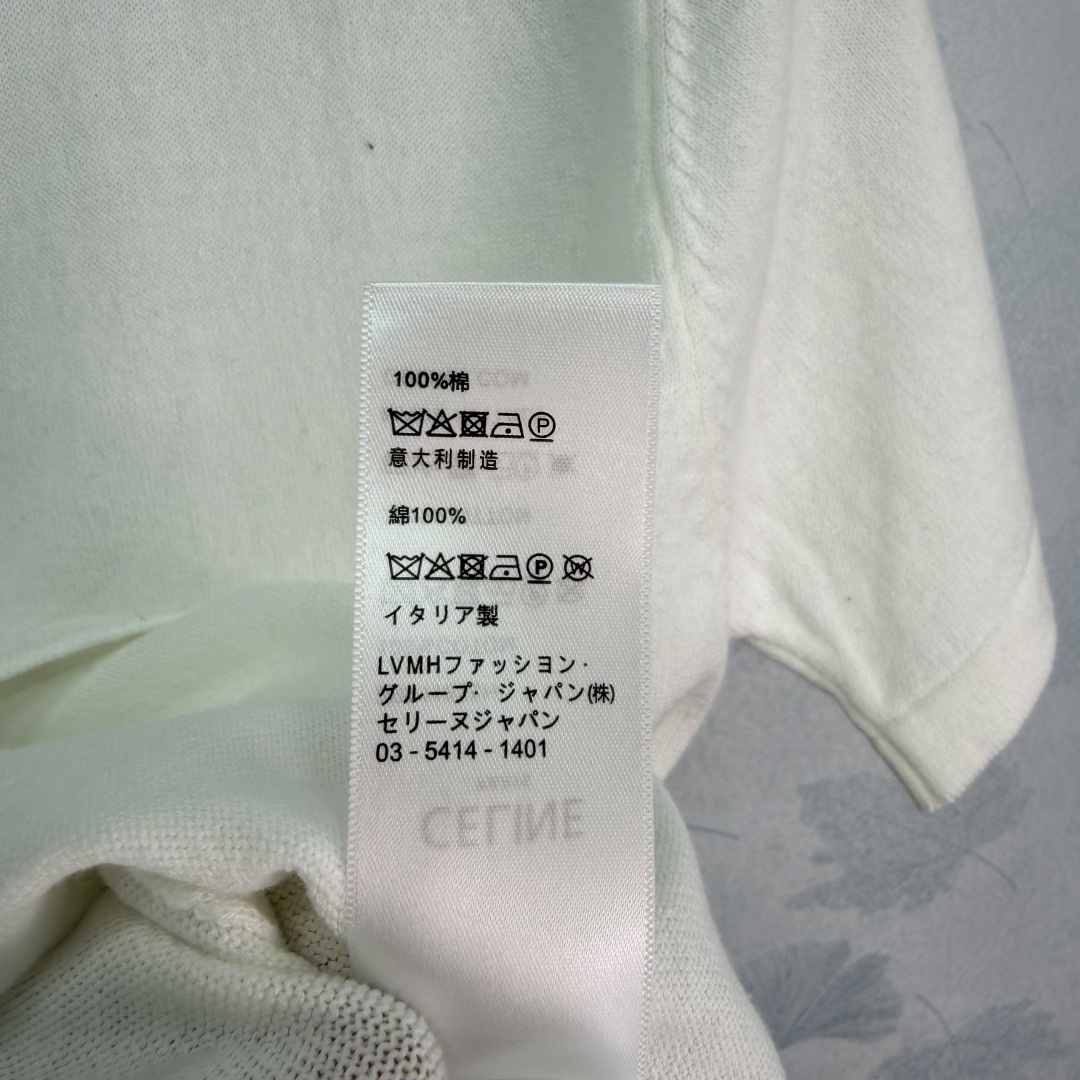 100%棉
P
意大利制造
綿100%
P W
イタリア製
LVMHファッション·
グループ· ジャパン(株)
セリーヌジャパン
03 - 5414 - 1401
CELINE